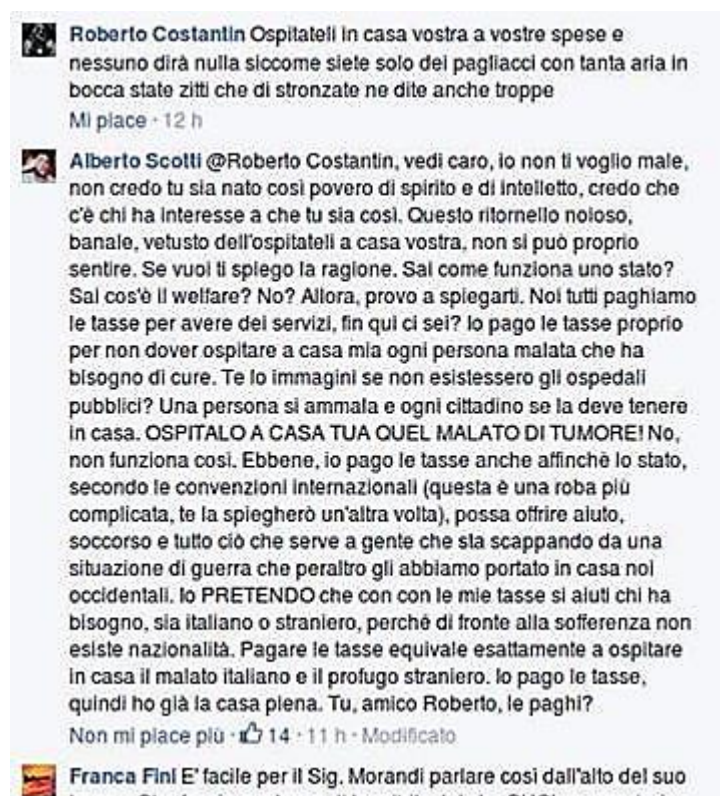 Roberto Costantin Ospitateli in casa vostra a vostre spese e
nessuno dirà nulla siccome siete solo dei pagliacci con tanta aria in
bocca state zitti che di stronzate ne dite anche troppe
Mi piace · 12 h
Alberto Scotti @Roberto Costantin, vedi caro, io non ti voglio male,
non credo tu sia nato così povero di spirito e di intelletto, credo che
c'è chi ha interesse a che tu sia così. Questo ritornello noioso,
banale, vetusto dell'ospitateli a casa vostra, non si può proprio
sentire. Se vuoi ti spiego la ragione. Sai come funziona uno stato?
Sai cos'è il welfare? No? Allora, provo a spiegarti. Noi tutti paghiamo
le tasse per avere dei servizi, fin qui ci sei? Io pago le tasse proprio
per non dover ospitare a casa mia ogni persona malata che ha
bisogno di cure. Te lo immagini se non esistessero gli ospedali
pubblici? Una persona si ammala e ogni cittadino se la deve tenere
in casa. OSPITALO A CASA TUA QUEL MALATO DI TUMORE! No,
non funziona così. Ebbene, io pago le tasse anche affinchè lo stato,
secondo le convenzioni internazionali (questa è una roba più
complicata, te la spiegherò un'altra volta), possa offrire aiuto,
soccorso e tutto ciò che serve a gente che sta scappando da una
situazione di guerra che peraltro gli abbiamo portato in casa noi
occidentali. Io PRETENDO che con con le mie tasse si aiuti chi ha
bisogno, sia italiano o straniero, perché di fronte alla sofferenza non
esiste nazionalità. Pagare le tasse equivale esattamente a ospitare
in casa il malato italiano e il profugo straniero. Io pago le tasse,
quindi ho già la casa piena. Tu, amico Roberto, le paghi?
Non mi piace più · 14 · 11 h · Modificato
Franca Fini E' facile per il Sig. Morandi parlare così dall'alto del suo